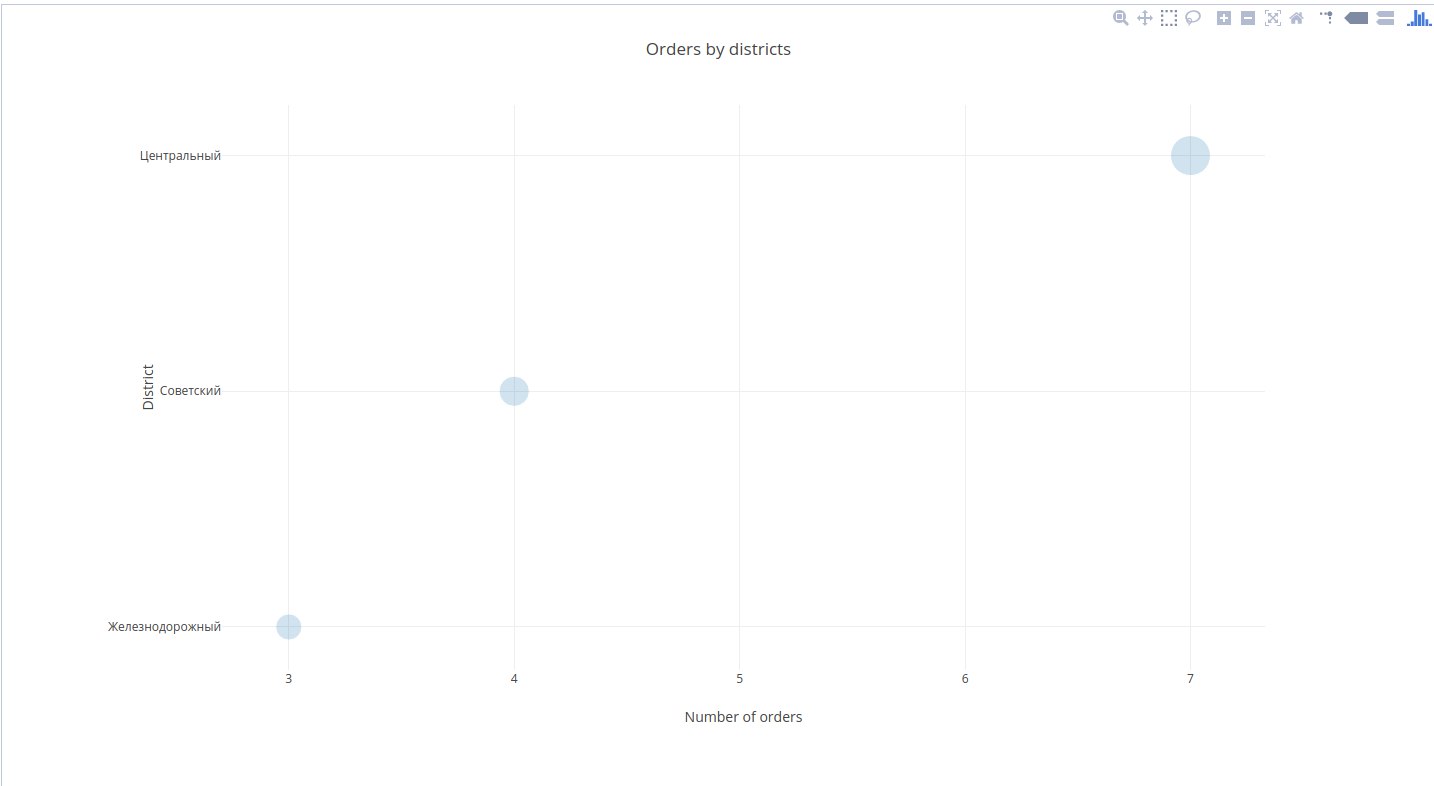 Orders by districts
Центральный
Советский
Железнодорожный
District
3 4 5 6 7
Number of orders